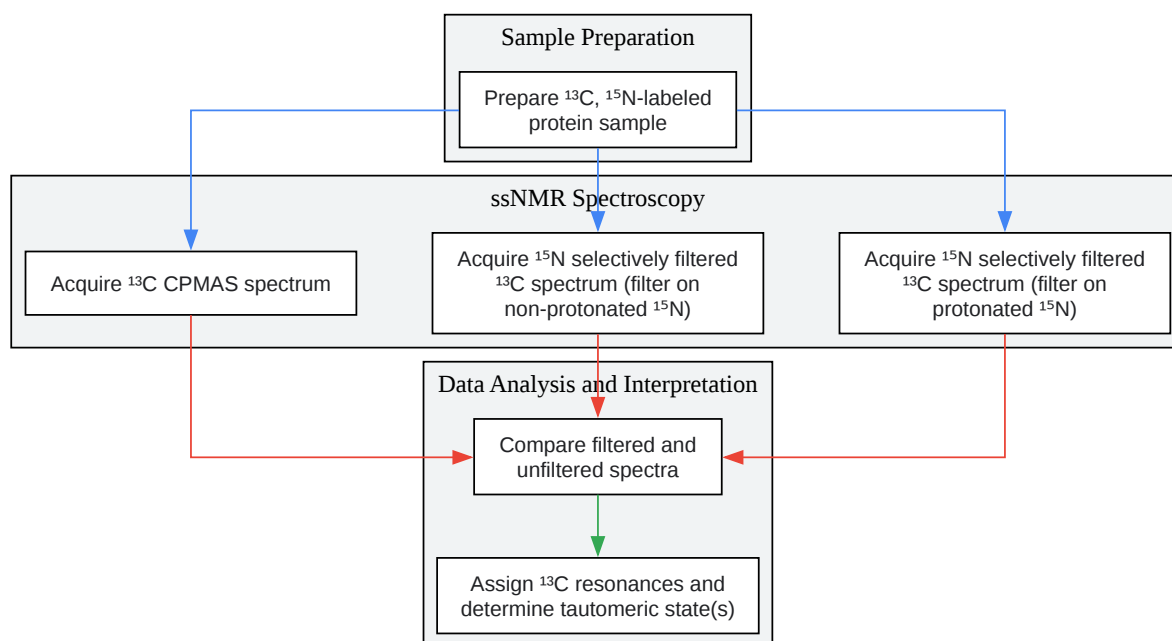 Sample Preparation
Prepare ¹³C, ¹⁵N-labeled
protein sample
ssNMR Spectroscopy
Acquire ¹³C CPMAS spectrum
Acquire ¹⁵N selectively filtered
¹³C spectrum (filter on
non-protonated ¹⁵N)
Acquire ¹⁵N selectively filtered
¹³C spectrum (filter on
protonated ¹⁵N)
Data Analysis and Interpretation
Compare filtered and
unfiltered spectra
Assign ¹³C resonances and
determine tautomeric state(s)